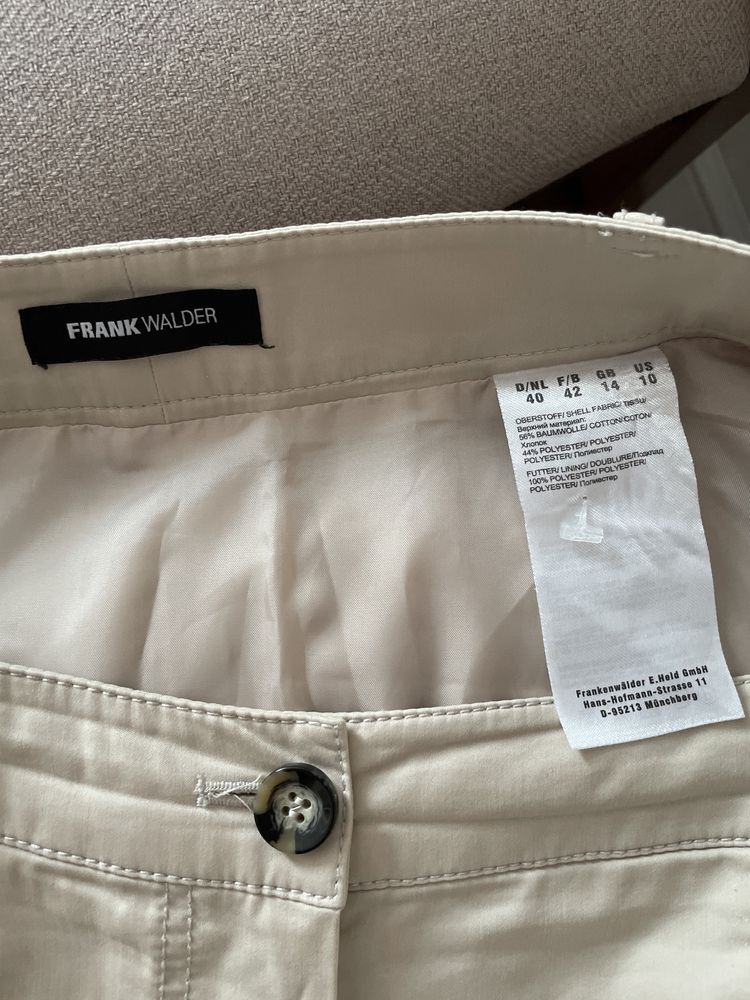 FRANK WALDER
D/NL F/B GB US
40 42 14 10
OBERSTOFF/ SHELL FABRIC/ TISSU/
Верхний материал:
56% BAUMWOLLE/ COTTON/COTON/
Хлопок
44% POLYESTER/ POLYESTER/
POLYESTER/ Полиестер
FUTTER/ LINING/ DOUBLURE/Подклад
100% POLYESTER/ POLYESTER/
POLYESTER/ Полиестер
Frankenwälder E.Held GmbH
Hans-Hofmann-Strasse 11
D-95213 Münchberg